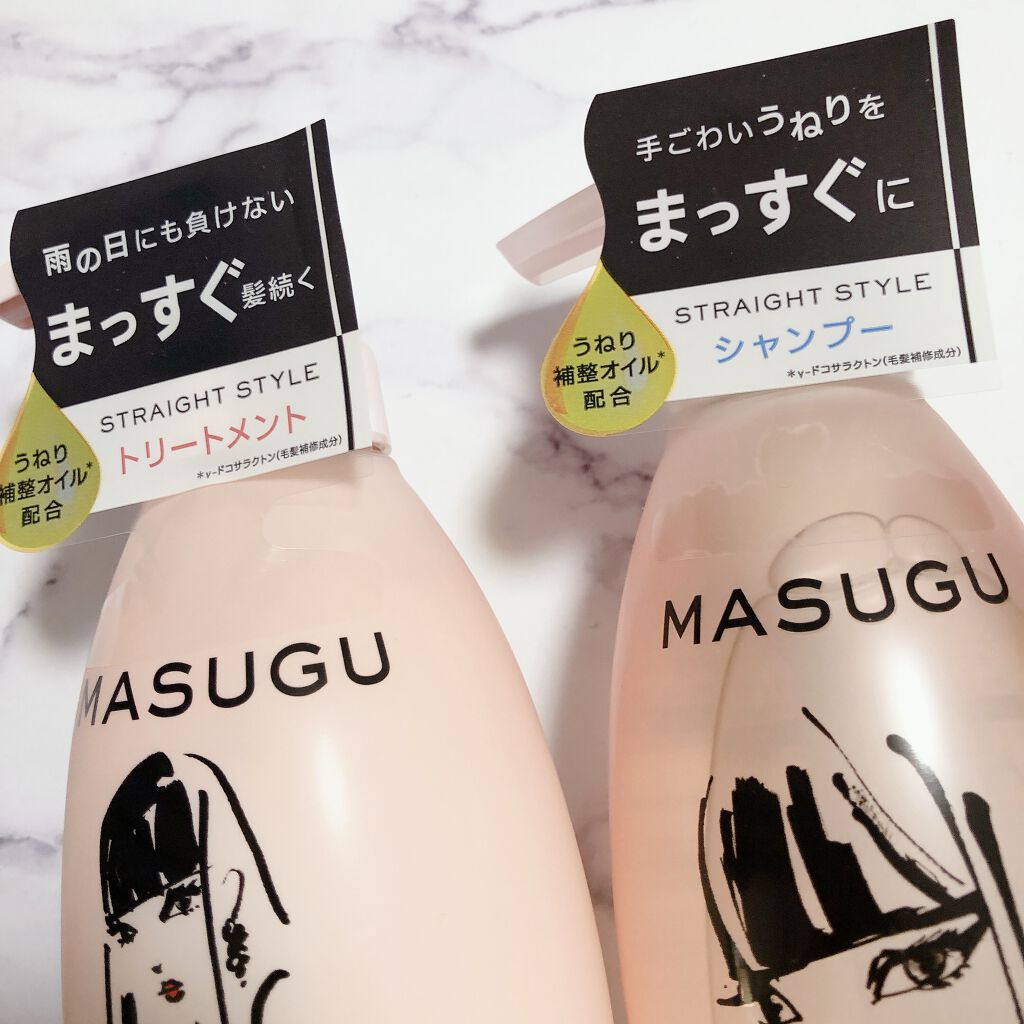 雨の日にも負けない
まっすぐ髪続く
STRAIGHT STYLE
トリートメント
*γ-ドコサラクトン(毛髪補修成分)
うねり
補整オイル*
配合
MASUGU
手ごわいうねりを
まっすぐに
STRAIGHT STYLE
シャンプー
*γ-ドコサラクトン(毛髪補修成分)
うねり
補整オイル*
配合
MASUGU